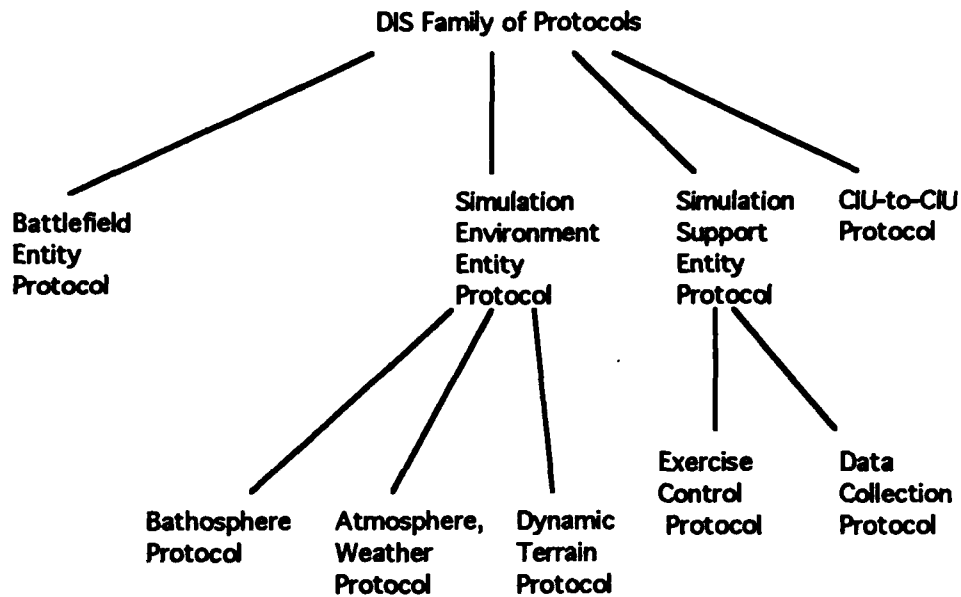 DIS Family of Protocols
Battlefield
Entity
Protocol
Simulation
Environment
Entity
Protocol
Simulation
Support
Entity
Protocol
CIU-to-CIU
Protocol
Bathosphere
Protocol
Atmosphere,
Weather
Protocol
Dynamic
Terrain
Protocol
Exercise
Control
Protocol
Data
Collection
Protocol